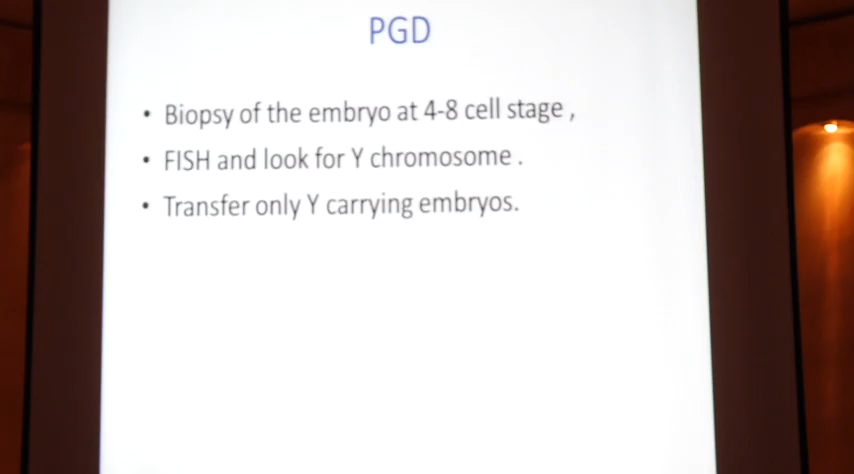 PGD
• Biopsy of the embryo at 4-8 cell stage ,
• FISH and look for Y chromosome .
• Transfer only Y carrying embryos.